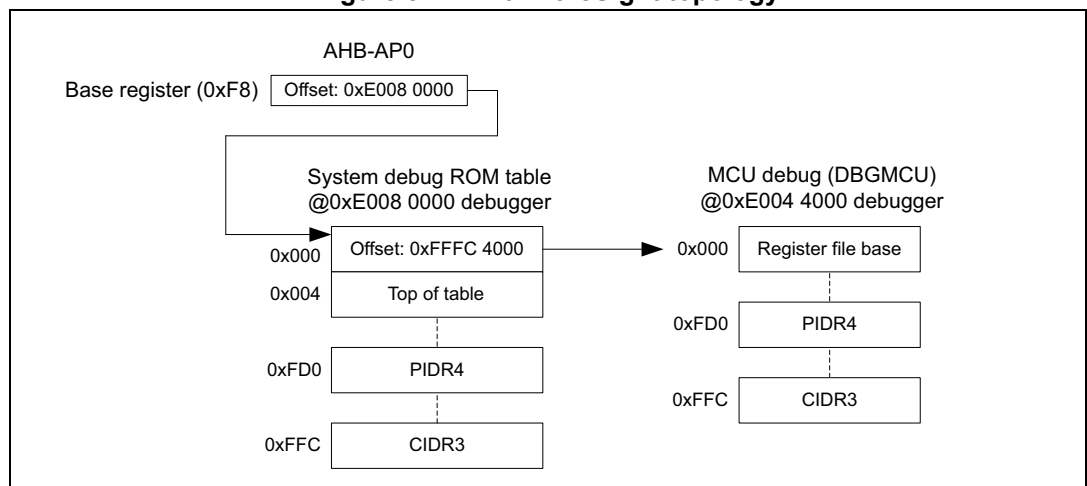 AHB-AP0
Base register (0xF8)
Offset: 0xE008 0000
System debug ROM table
@0xE008 0000 debugger
MCU debug (DBGMCU)
@0xE004 4000 debugger
0x000
Offset: 0xFFFC 4000
0x000
Register file base
0x004
Top of table
0xFD0
PIDR4
0xFD0
PIDR4
0xFFC
CIDR3
0xFFC
CIDR3